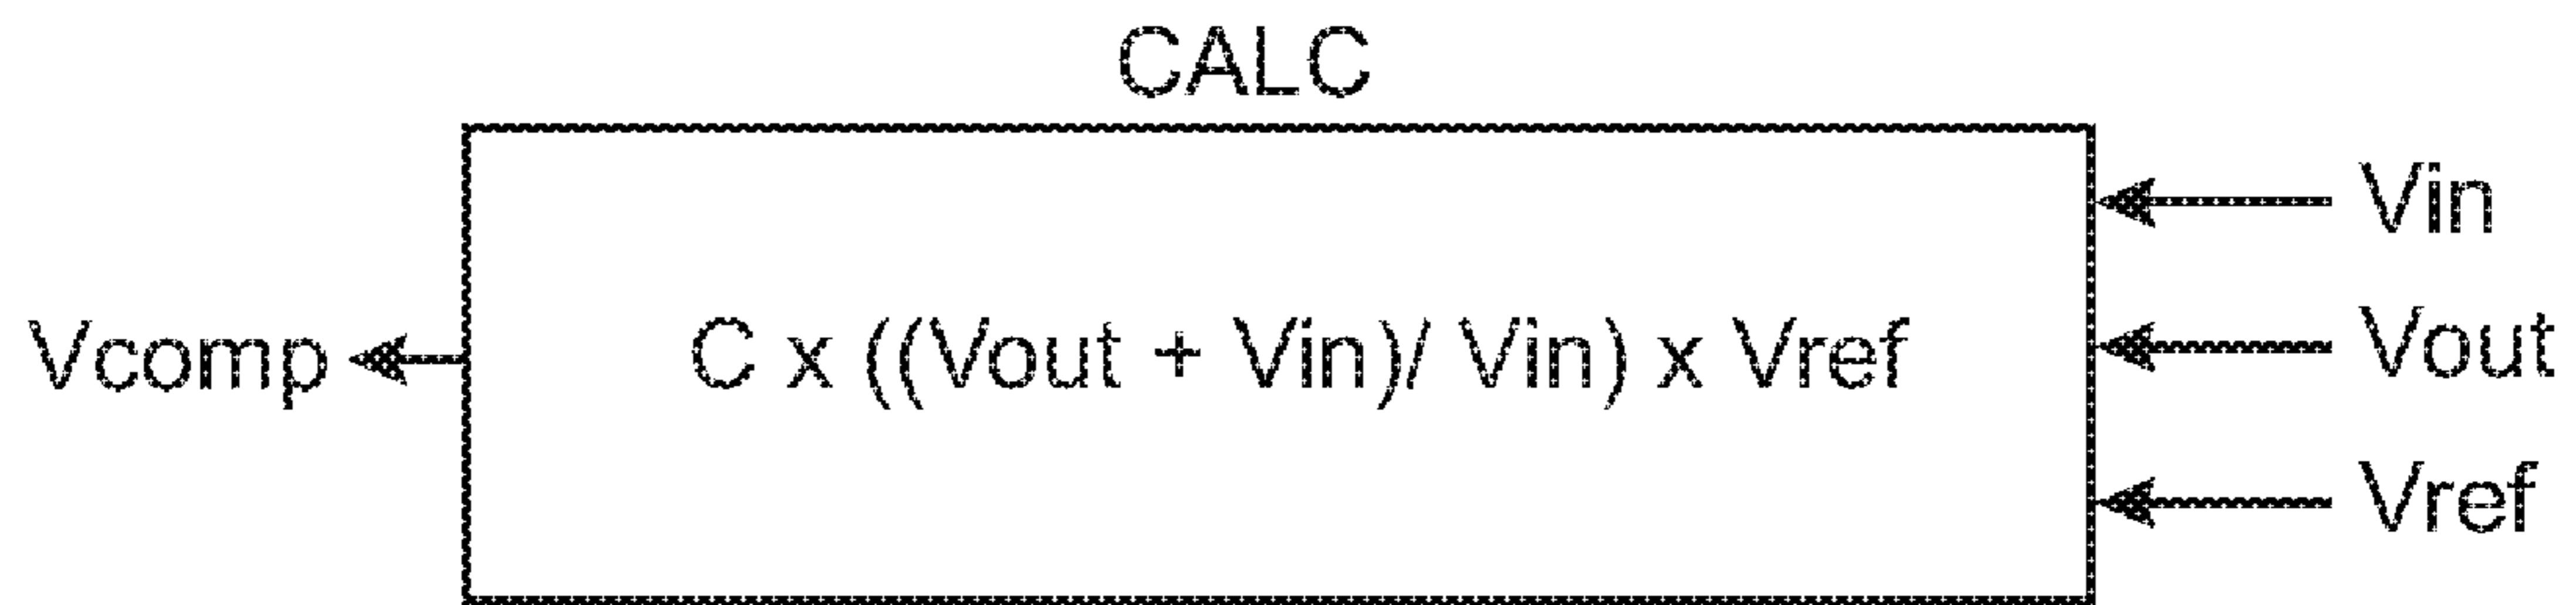 CALC
Vin
Vcomp
C x ((Vout + Vin)/ Vin) x Vref
Vout
Vref